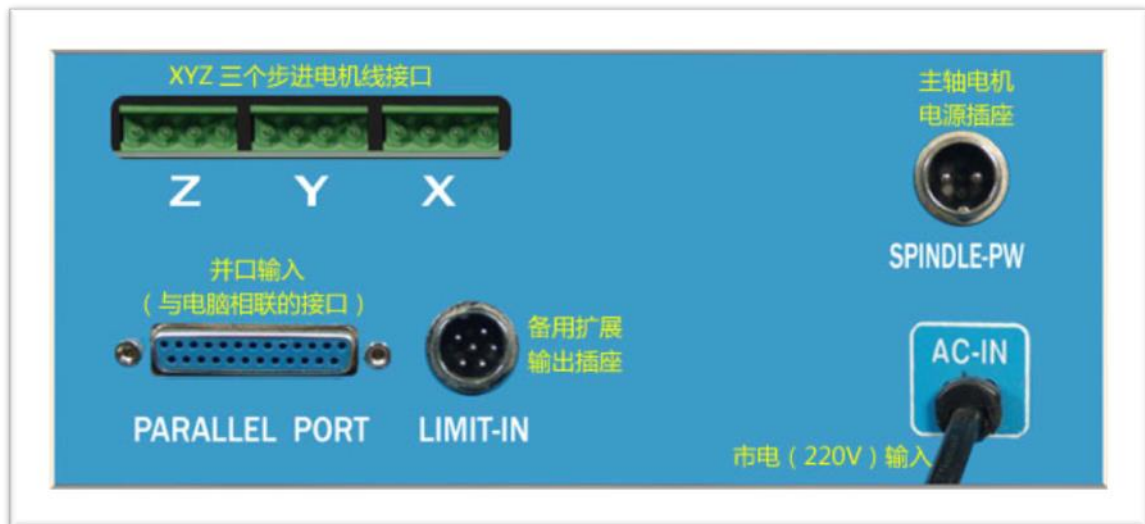 XYZ 三个步进电机线接口
Z Y X
主轴电机
电源插座
SPINDLE-PW
并口输入
（与电脑相联的接口）
PARALLEL PORT
备用扩展
输出插座
LIMIT-IN
AC-IN
市电（220V）输入